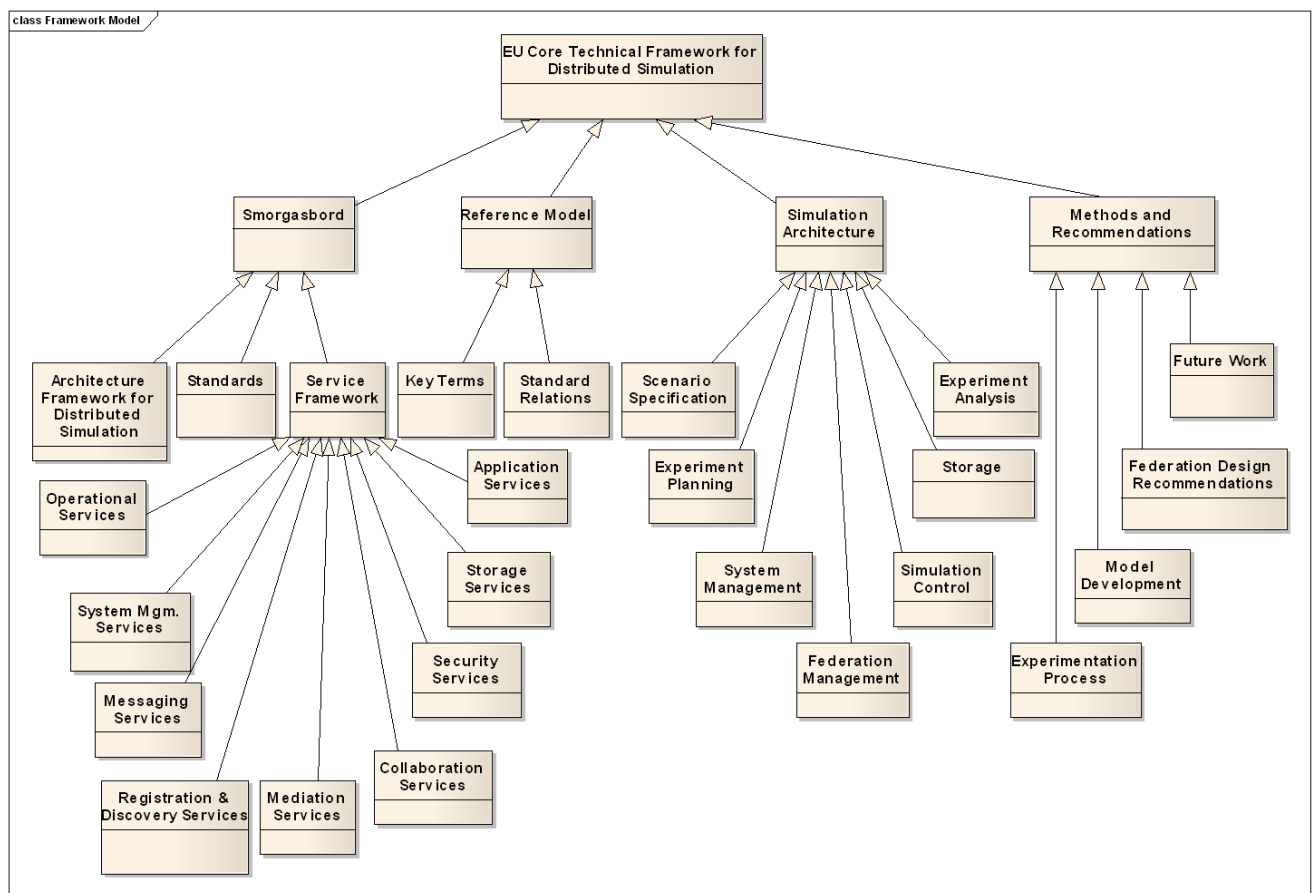 class Framework Model
EU Core Technical Framework for
Distributed Simulation
Smorgasbord
Reference Model
Simulation
Architecture
Methods and
Recommendations
Architecture
Framework for
Distributed
Simulation
Standards
Service
Framework
Key Terms
Standard
Relations
Scenario
Specification
Experiment
Analysis
Future Work
Operational
Services
Application
Services
Experiment
Planning
Storage
Federation Design
Recommendations
System Mgm.
Services
Storage
Services
System
Management
Simulation
Control
Model
Development
Messaging
Services
Security
Services
Federation
Management
Experimentation
Process
Registration &
Discovery Services
Mediation
Services
Collaboration
Services